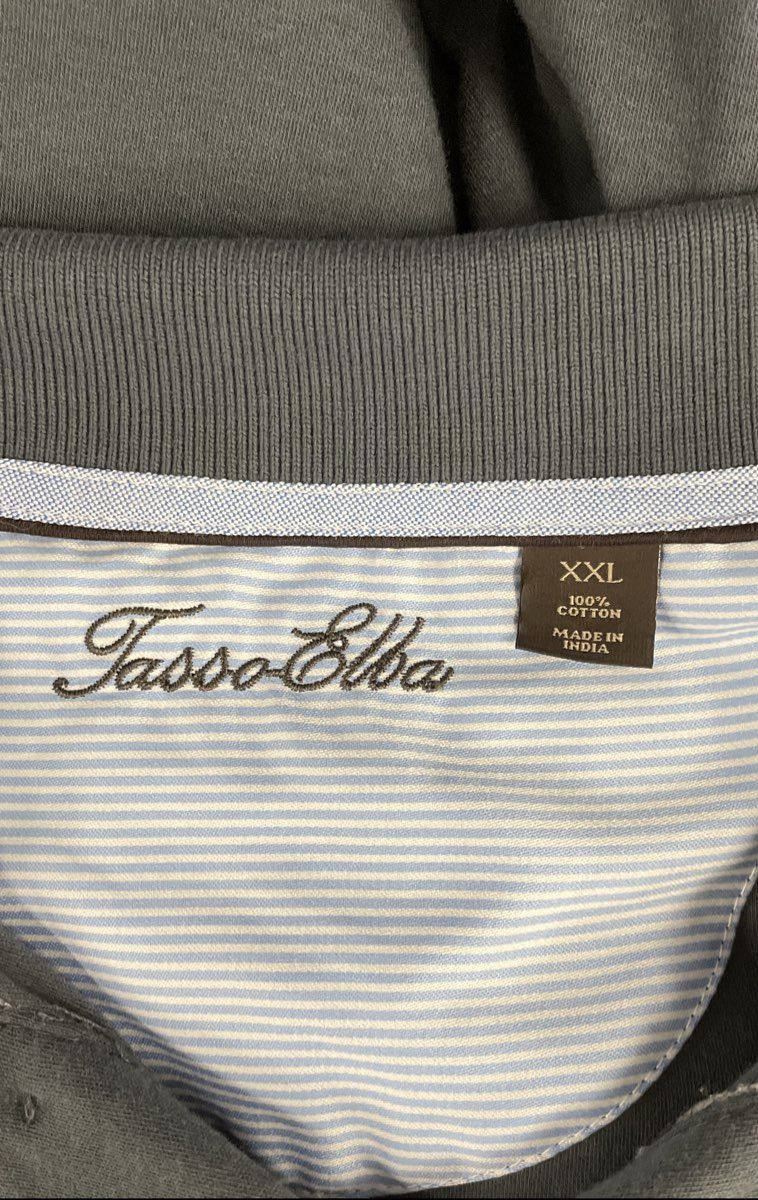 Tasso Elba
XXL
100%
COTTON
MADE IN
INDIA